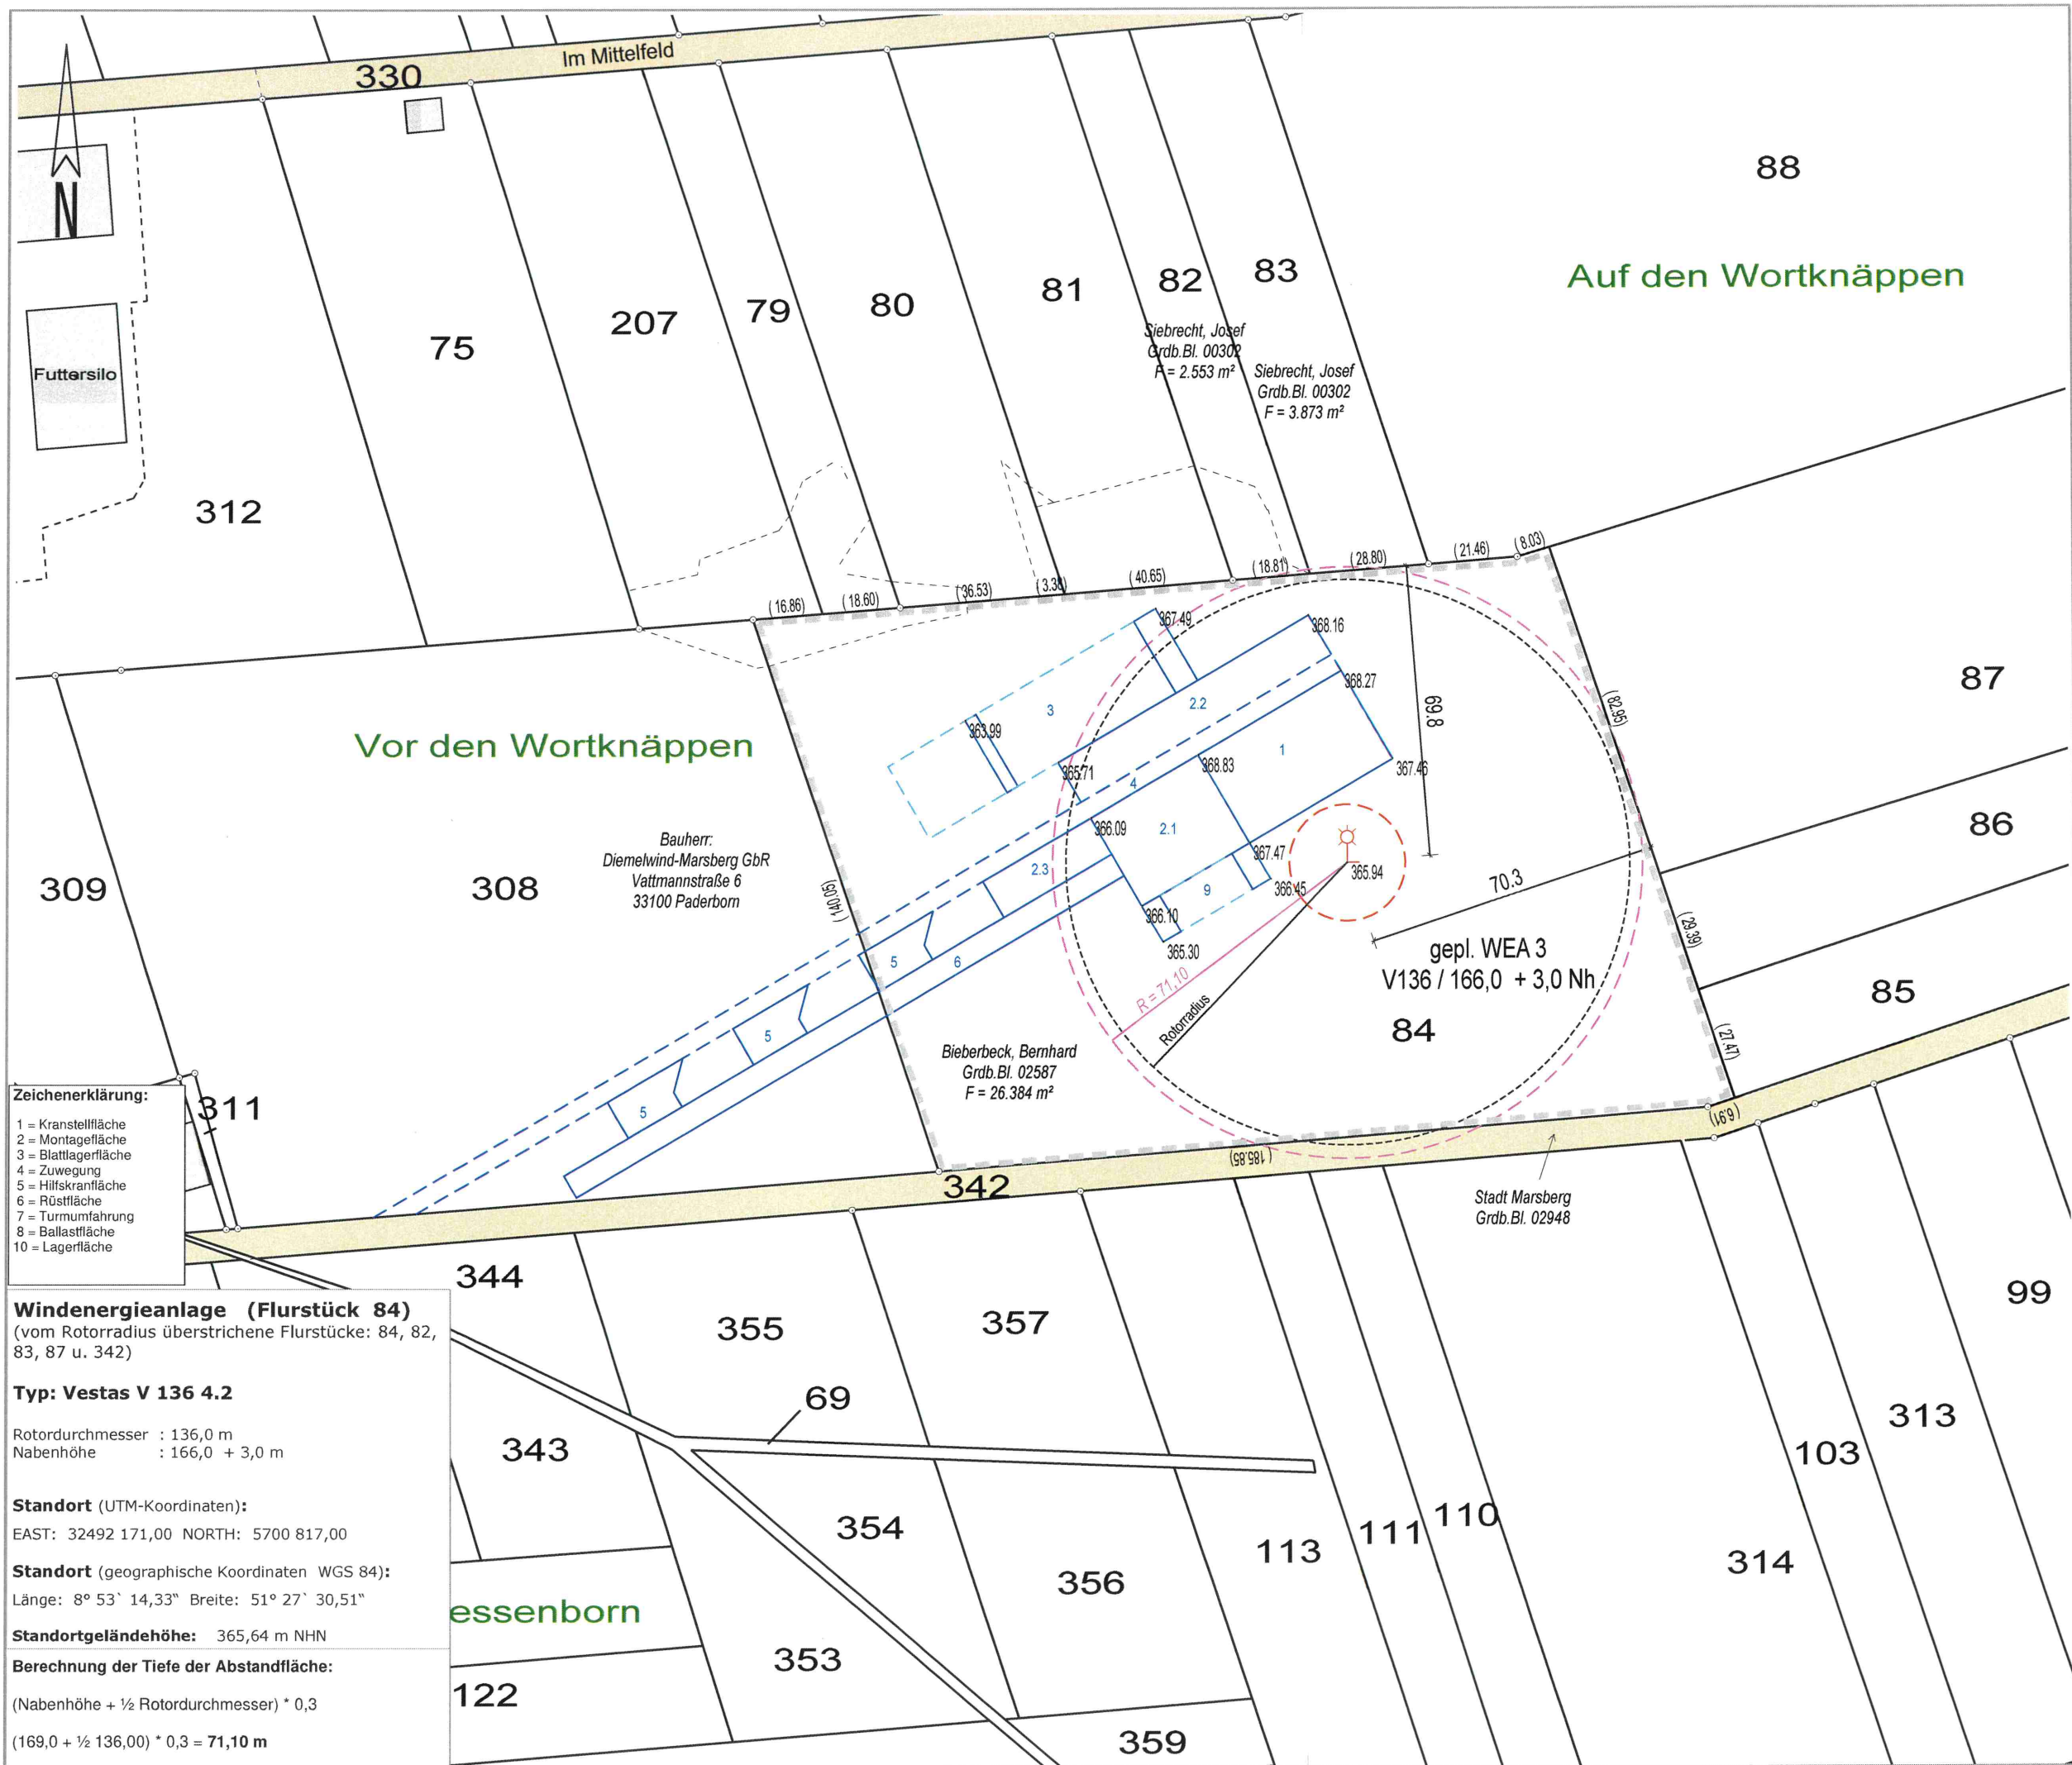 Im Mittelfeld
330
N
88
Auf den Wortknäppen
Futtersilo
75
207
79
80
81
82
83
Siebrecht, Josef
Grdb.Bl. 00302
F = 2.553 m²
Siebrecht, Josef
Grdb.Bl. 00302
F = 3.873 m²
312
( 16.86)
( 18.60)
( 36.53)
( 3.38)
( 40.65)
( 18.81)
( 28.80)
( 21.46)
( 8.03)
367.49
368.16
368.27
363.99
365.71
368.83
367.46
366.09
367.47
366.45
365.94
366.10
365.30
3
2.2
1
4
2.1
2.3
9
5
6
5
5
69.8
70.3
( 82.95)
( 29.39)
( 27.47)
( 6.91)
( 185.85)
( 140.05)
87
86
85
Vor den Wortknäppen
Bauherr:
Diemelwind-Marsberg GbR
Vattmannstraße 6
33100 Paderborn
309
308
311
gepl. WEA 3
V136 / 166,0 + 3,0 Nh
84
R = 71,10
Rotorradius
Bieberbeck, Bernhard
Grdb.Bl. 02587
F = 26.384 m²
342
Stadt Marsberg
Grdb.Bl. 02948
Zeichenerklärung:
1 = Kranstellfläche
2 = Montagefläche
3 = Blattlagerfläche
4 = Zuwegung
5 = Hilfskranfläche
6 = Rüstfläche
7 = Turmumfahrung
8 = Ballastfläche
10 = Lagerfläche
344
355
357
69
343
354
356
353
113
111
110
314
103
313
99
essenborn
122
359
Windenergieanlage (Flurstück 84)
(vom Rotorradius überstrichene Flurstücke: 84, 82,
83, 87 u. 342)
Typ: Vestas V 136 4.2
Rotordurchmesser : 136,0 m
Nabenhöhe : 166,0 + 3,0 m
Standort (UTM-Koordinaten):
EAST: 32492 171,00 NORTH: 5700 817,00
Standort (geographische Koordinaten WGS 84):
Länge: 8° 53` 14,33“ Breite: 51° 27` 30,51“
Standortgeländehöhe: 365,64 m NHN
Berechnung der Tiefe der Abstandfläche:
(Nabenhöhe + ½ Rotordurchmesser) * 0,3
(169,0 + ½ 136,00) * 0,3 = 71,10 m